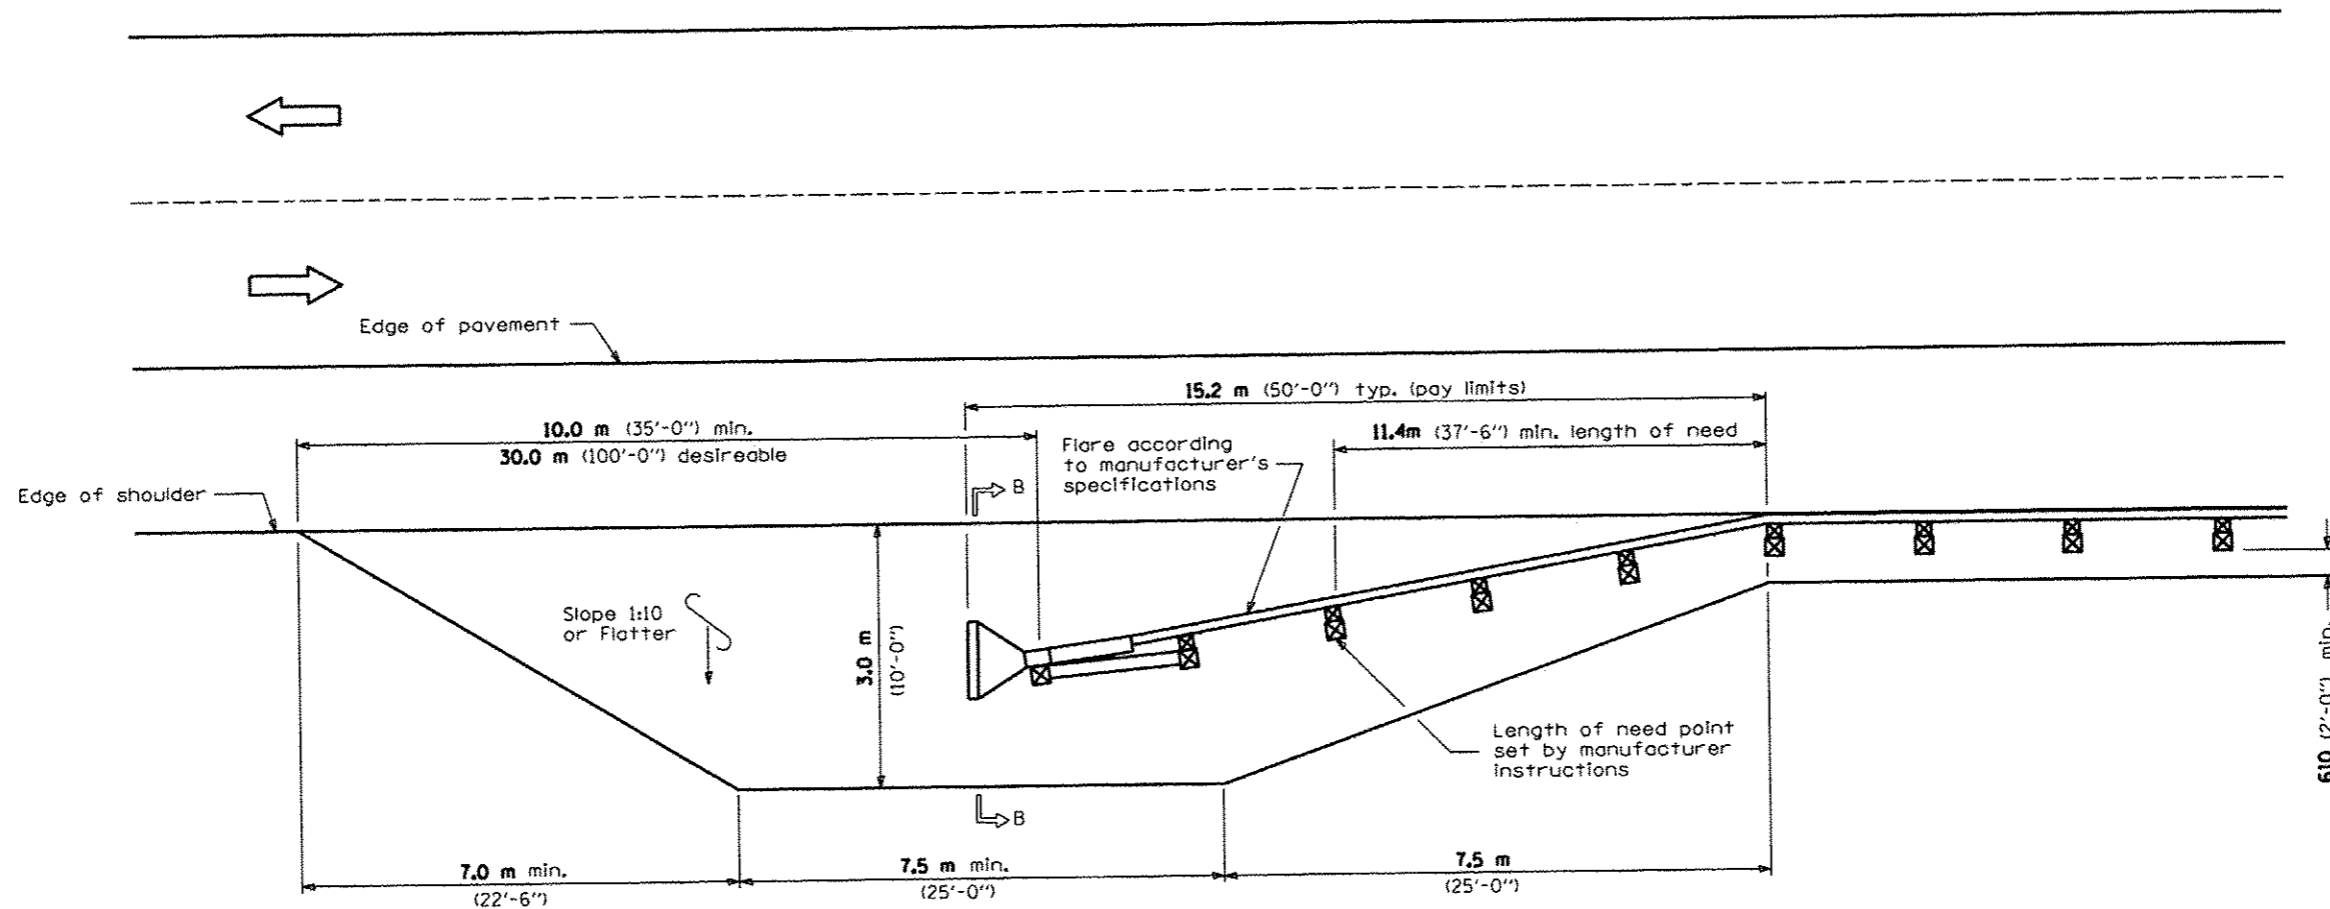 Edge of pavement
15.2 m (50'-0") typ. (pay limits)
10.0 m (35'-0") min.
30.0 m (100'-0") desireable
Flare according
to manufacturer's
specifications
11.4m (37'-6") min. length of need
Edge of shoulder
B
Slope 1:10
or Flatter
3.0 m
(10'-0")
610 (2'-0") min.
Length of need point
set by manufacturer
instructions
B
7.0 m min.
(22'-6")
7.5 m min.
(25'-0")
7.5 m
(25'-0")